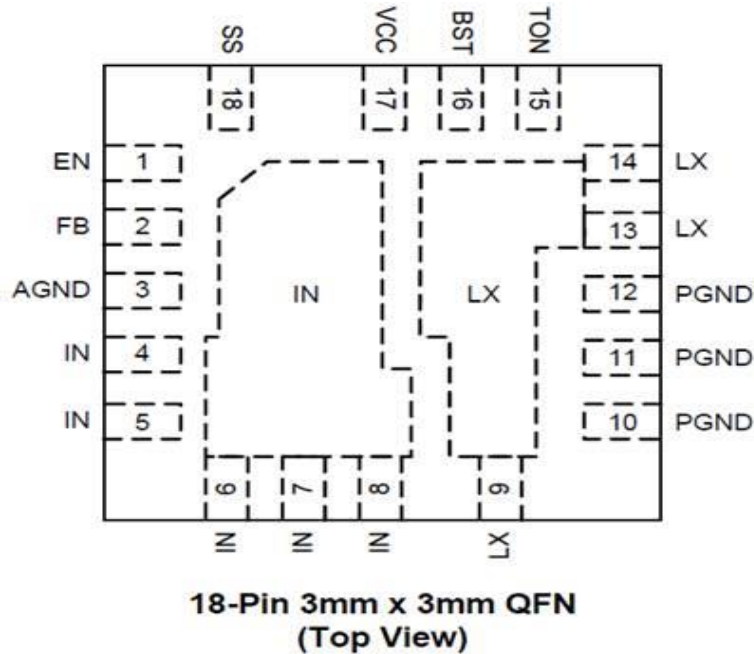 SS
VCC
BST
TON
18
17
16
15
EN 1
14 LX
FB 2
13 LX
AGND 3
IN
LX
12 PGND
IN 4
11 PGND
IN 5
10 PGND
6
7
8
9
IN
IN
IN
LX
18-Pin 3mm x 3mm QFN
(Top View)